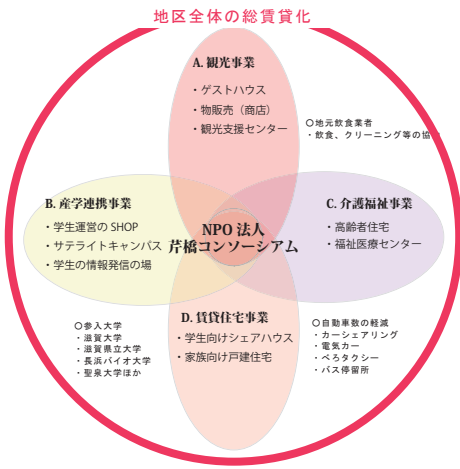 地区全体の総賃貸化
A. 観光事業
・ゲストハウス
・物販売（商店）
・観光支援センター
〇地元飲食業者
・飲食、クリーニング等の協
B. 産学連携事業
・学生運営の SHOP
・サテライトキャンパス
・学生の情報発信の場
NPO 法人
芹橋コンソーシアム
C. 介護福祉事業
・高齢者住宅
・福祉医療センター
D. 賃貸住宅事業
・学生向けシェアハウス
・家族向け戸建住宅
〇参入大学
・滋賀大学
・滋賀県立大学
・長浜バイオ大学
・聖泉大学ほか
〇自動車数の軽減
・カーシェアリング
・電気カー
・べろタクシー
・バス停留所